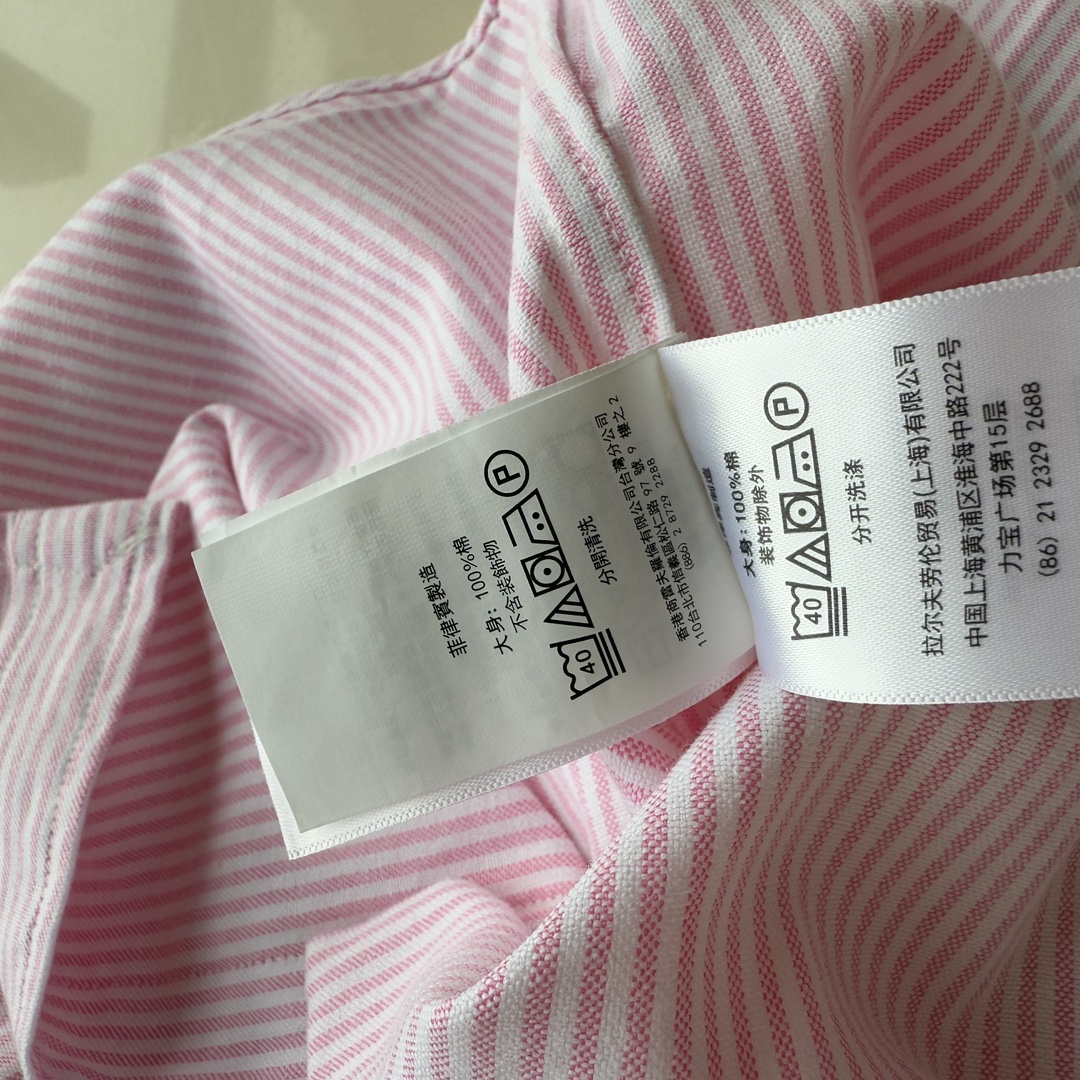 菲律賓製造
大身: 100%棉
不含裝飾物
40
P
分開清洗
香港商雷夫羅倫有限公司台灣分公司
110台北市信義區松仁路 97 號 9 樓之 2
(886) 2 8729 2288
制造
大身: 100%棉
装饰物除外
40
P
分开洗涤
拉尔夫劳伦贸易(上海)有限公司
中国上海黄浦区淮海中路222号
力宝广场第15层
(86) 21 2329 2688